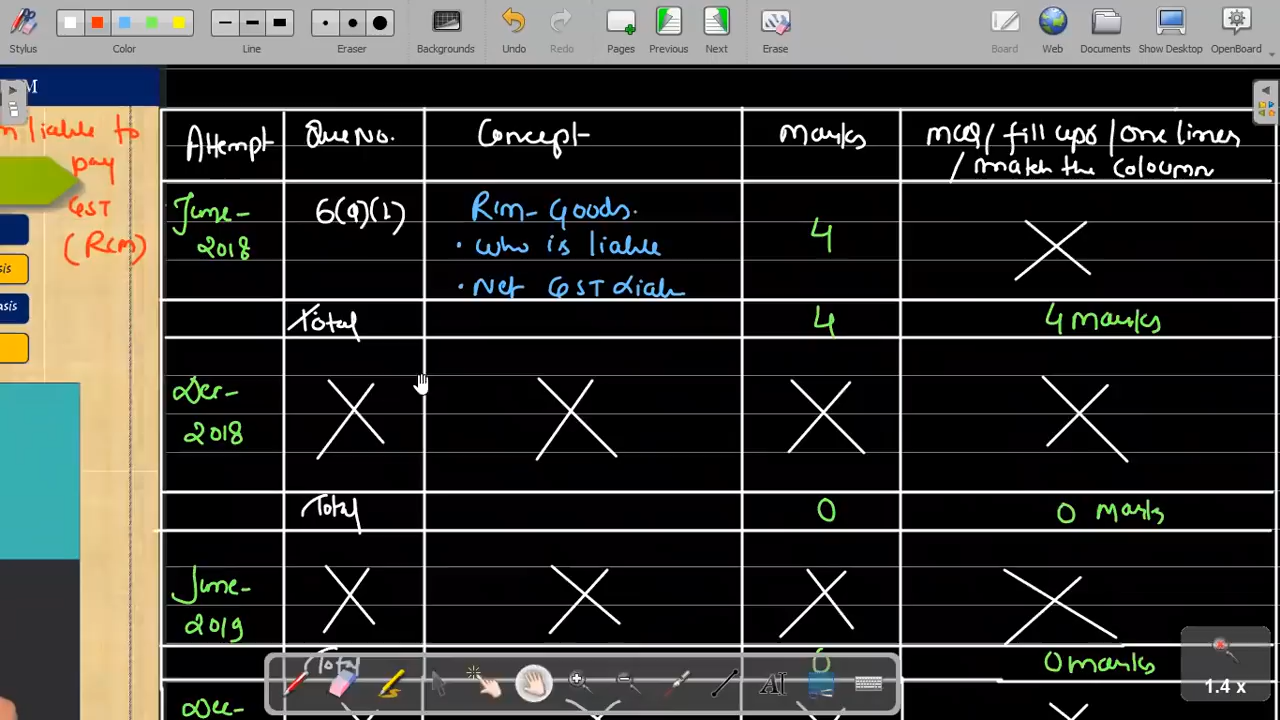 Stylus
Color
Line
Eraser
Backgrounds
Undo
Redo
Pages
Previous
Next
Erase
Board
Web
Documents
Show Desktop
OpenBoard
liable to
pay
GST
(RCM)
Attempt
Que No.
Concept
Marks
MCQ / fill ups / one lines
/ match the coloumn
June-
2018
6(a)(i)
RCM- Goods.
• who is liable
• Net GST Liab
4
Total
4
4 marks
Dec-
2018
Total
0
0 Marks
June-
2019
Total
0
0 marks
Dec-
1.4 x